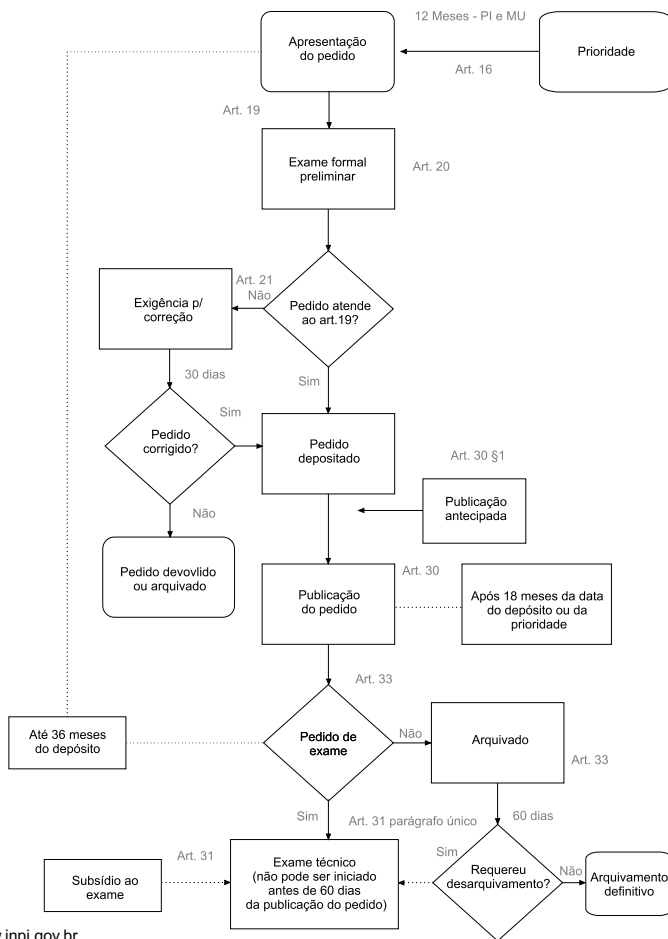 12 Meses - PI e MU
Apresentação
do pedido
Prioridade
Art. 16
Art. 19
Exame formal
preliminar
Art. 20
Art. 21
Não
Exigência p/
correção
Pedido atende
ao art.19?
30 dias
Sim
Sim
Pedido
corrigido?
Pedido
depositado
Art. 30 §1
Publicação
antecipada
Não
Pedido devovlido
ou arquivado
Art. 30
Publicação
do pedido
Após 18 meses da data
do depósito ou da
prioridade
Art. 33
Até 36 meses
do depósito
Pedido de
exame
Não
Arquivado
Art. 33
Sim
60 dias
Art. 31 parágrafo único
Art. 31
Sim
Subsídio ao
exame
Exame técnico
(não pode ser iniciado
antes de 60 dias
da publicação do pedido)
Requereu
desarquivamento?
Não
Arquivamento
definitivo
.inpi.gov.br